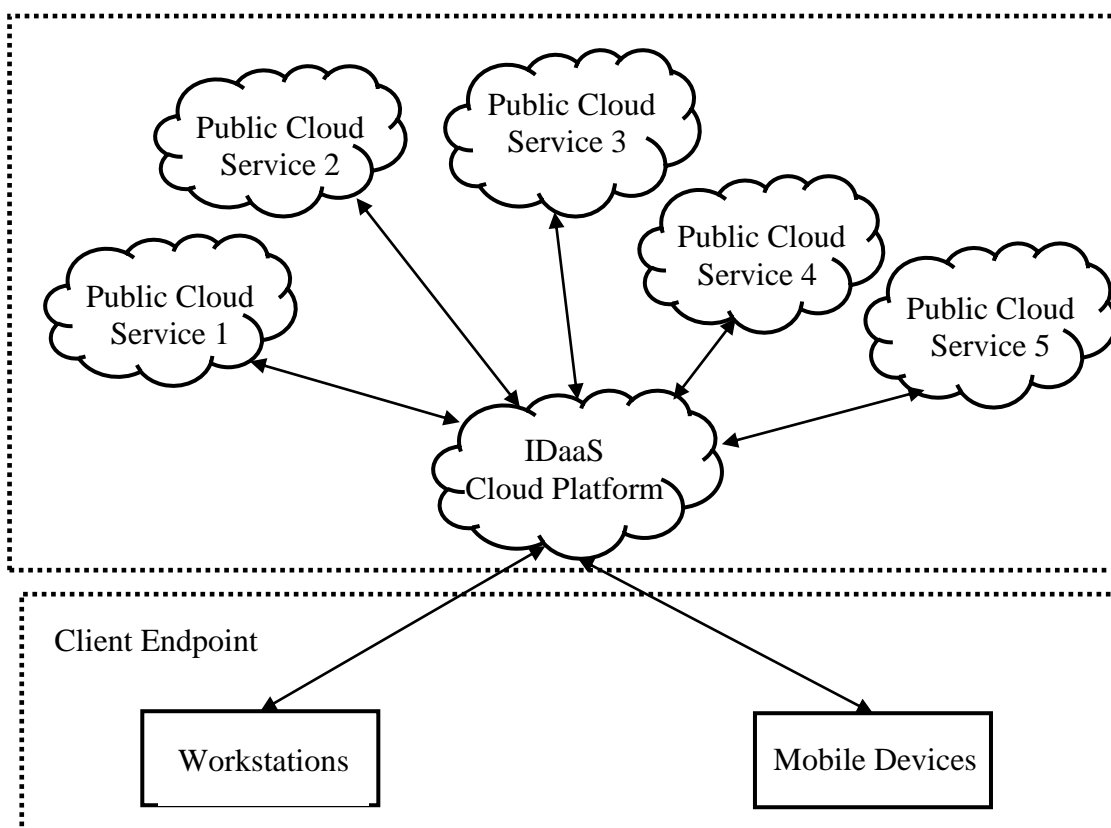 Public Cloud
Service 3
Public Cloud
Service 2
Public Cloud
Service 4
Public Cloud
Service 1
Public Cloud
Service 5
IDaaS
Cloud Platform
Client Endpoint
Workstations
Mobile Devices